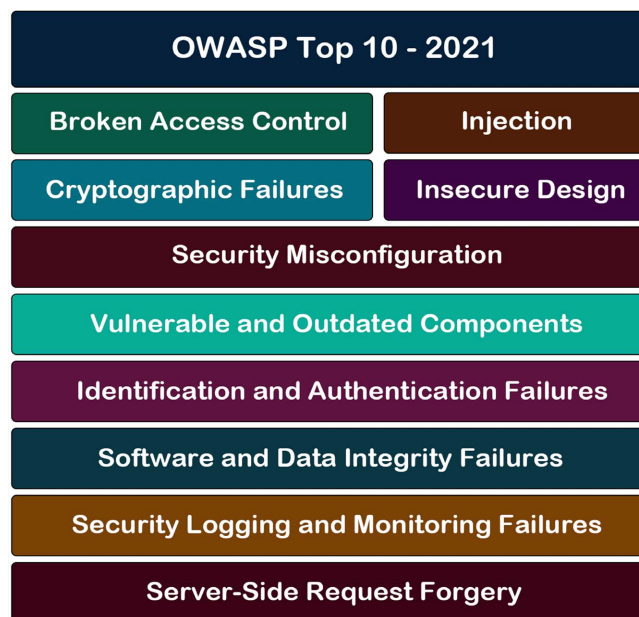 OWASP Top 10 - 2021
Broken Access Control
Injection
Cryptographic Failures
Insecure Design
Security Misconfiguration
Vulnerable and Outdated Components
Identification and Authentication Failures
Software and Data Integrity Failures
Security Logging and Monitoring Failures
Server-Side Request Forgery